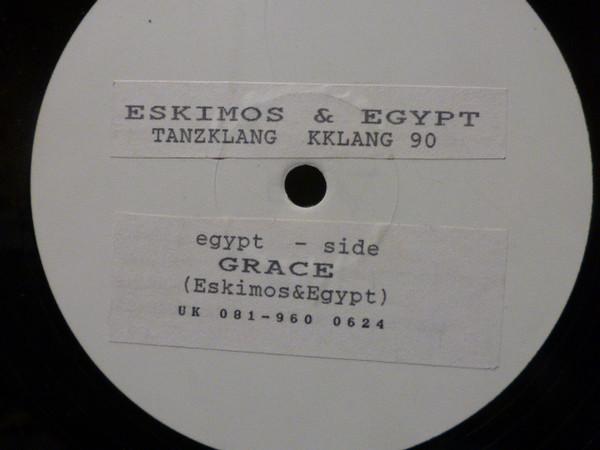 ESKIMOS & EGYPT
TANZKLANG KKLANG 90
egypt - side
GRACE
(Eskimos&Egypt)
UK 081-960 0624